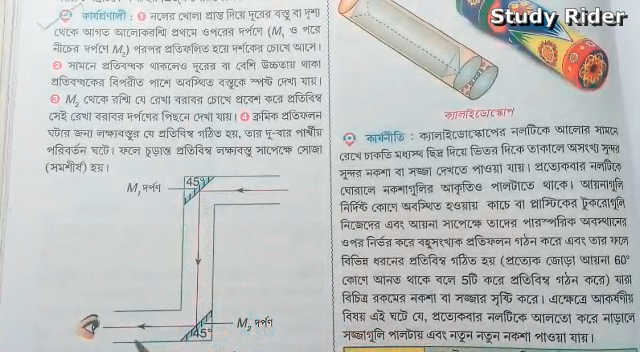 কার্যপ্রণালী : ① নলের খোলা প্রান্ত দিয়ে দূরের বস্তু বা দৃশ্য
থেকে আগত আলোকরশ্মি প্রথমে ওপরের দর্পণে (M₁ ও পরে
নীচের দর্পণে M₂) পরপর প্রতিফলিত হয়ে দর্শকের চোখে আসে।
② সামনে প্রতিবন্ধক থাকলেও দূরের বা বেশি উচ্চতায় থাকা
প্রতিবন্ধকের বিপরীত পাশে অবস্থিত বস্তুকে স্পষ্ট দেখা যায়।
③ M₂ থেকে রশ্মি যে রেখা বরাবর চোখে প্রবেশ করে প্রতিবিম্ব
সেই রেখা বরাবর দর্পণের পিছনে দেখা যায়। ④ ক্রমিক প্রতিফলন
ঘটার জন্য লক্ষ্যবস্তুর যে প্রতিবিম্ব গঠিত হয়, তার দু-বার পার্শ্বীয়
পরিবর্তন ঘটে। ফলে চূড়ান্ত প্রতিবিম্ব লক্ষ্যবস্তু সাপেক্ষে সোজা
(সমশীর্ষ) হয়।
45°
M₁ দর্পণ
M₂ দর্পণ
45°
Study Rider
ক্যালাইডোস্কোপ
কার্যনীতি : ক্যালাইডোস্কোপের নলটিকে আলোর সামনে
রেখে চাকতি মধ্যস্থ ছিদ্র দিয়ে ভিতর দিকে তাকালে অসংখ্য সুন্দর
সুন্দর নকশা বা সজ্জা দেখতে পাওয়া যায়। প্রত্যেকবার নলটিকে
ঘোরালে নকশাগুলির আকৃতিও পালটাতে থাকে। আয়নাগুলি
নির্দিষ্ট কোণে অবস্থিত হওয়ায় কাচে বা প্লাস্টিকের টুকরোগুলি
নিজেদের এবং আয়না সাপেক্ষে তাদের পারস্পরিক অবস্থানের
ওপর নির্ভর করে বহুসংখ্যক প্রতিফলন গঠন করে এবং তার ফলে
বিভিন্ন ধরনের প্রতিবিম্ব গঠিত হয় (প্রত্যেক জোড়া আয়না 60°
কোণে আনত থাকে বলে 5টি করে প্রতিবিম্ব গঠন করে) যারা
বিচিত্র রকমের নকশা বা সজ্জার সৃষ্টি করে। এক্ষেত্রে আকর্ষণীয়
বিষয় এই ঘটে যে, প্রত্যেকবার নলটিকে আলতো করে নাড়ালে
সজ্জাগুলি পালটায় এবং নতুন নতুন নকশা পাওয়া যায়।